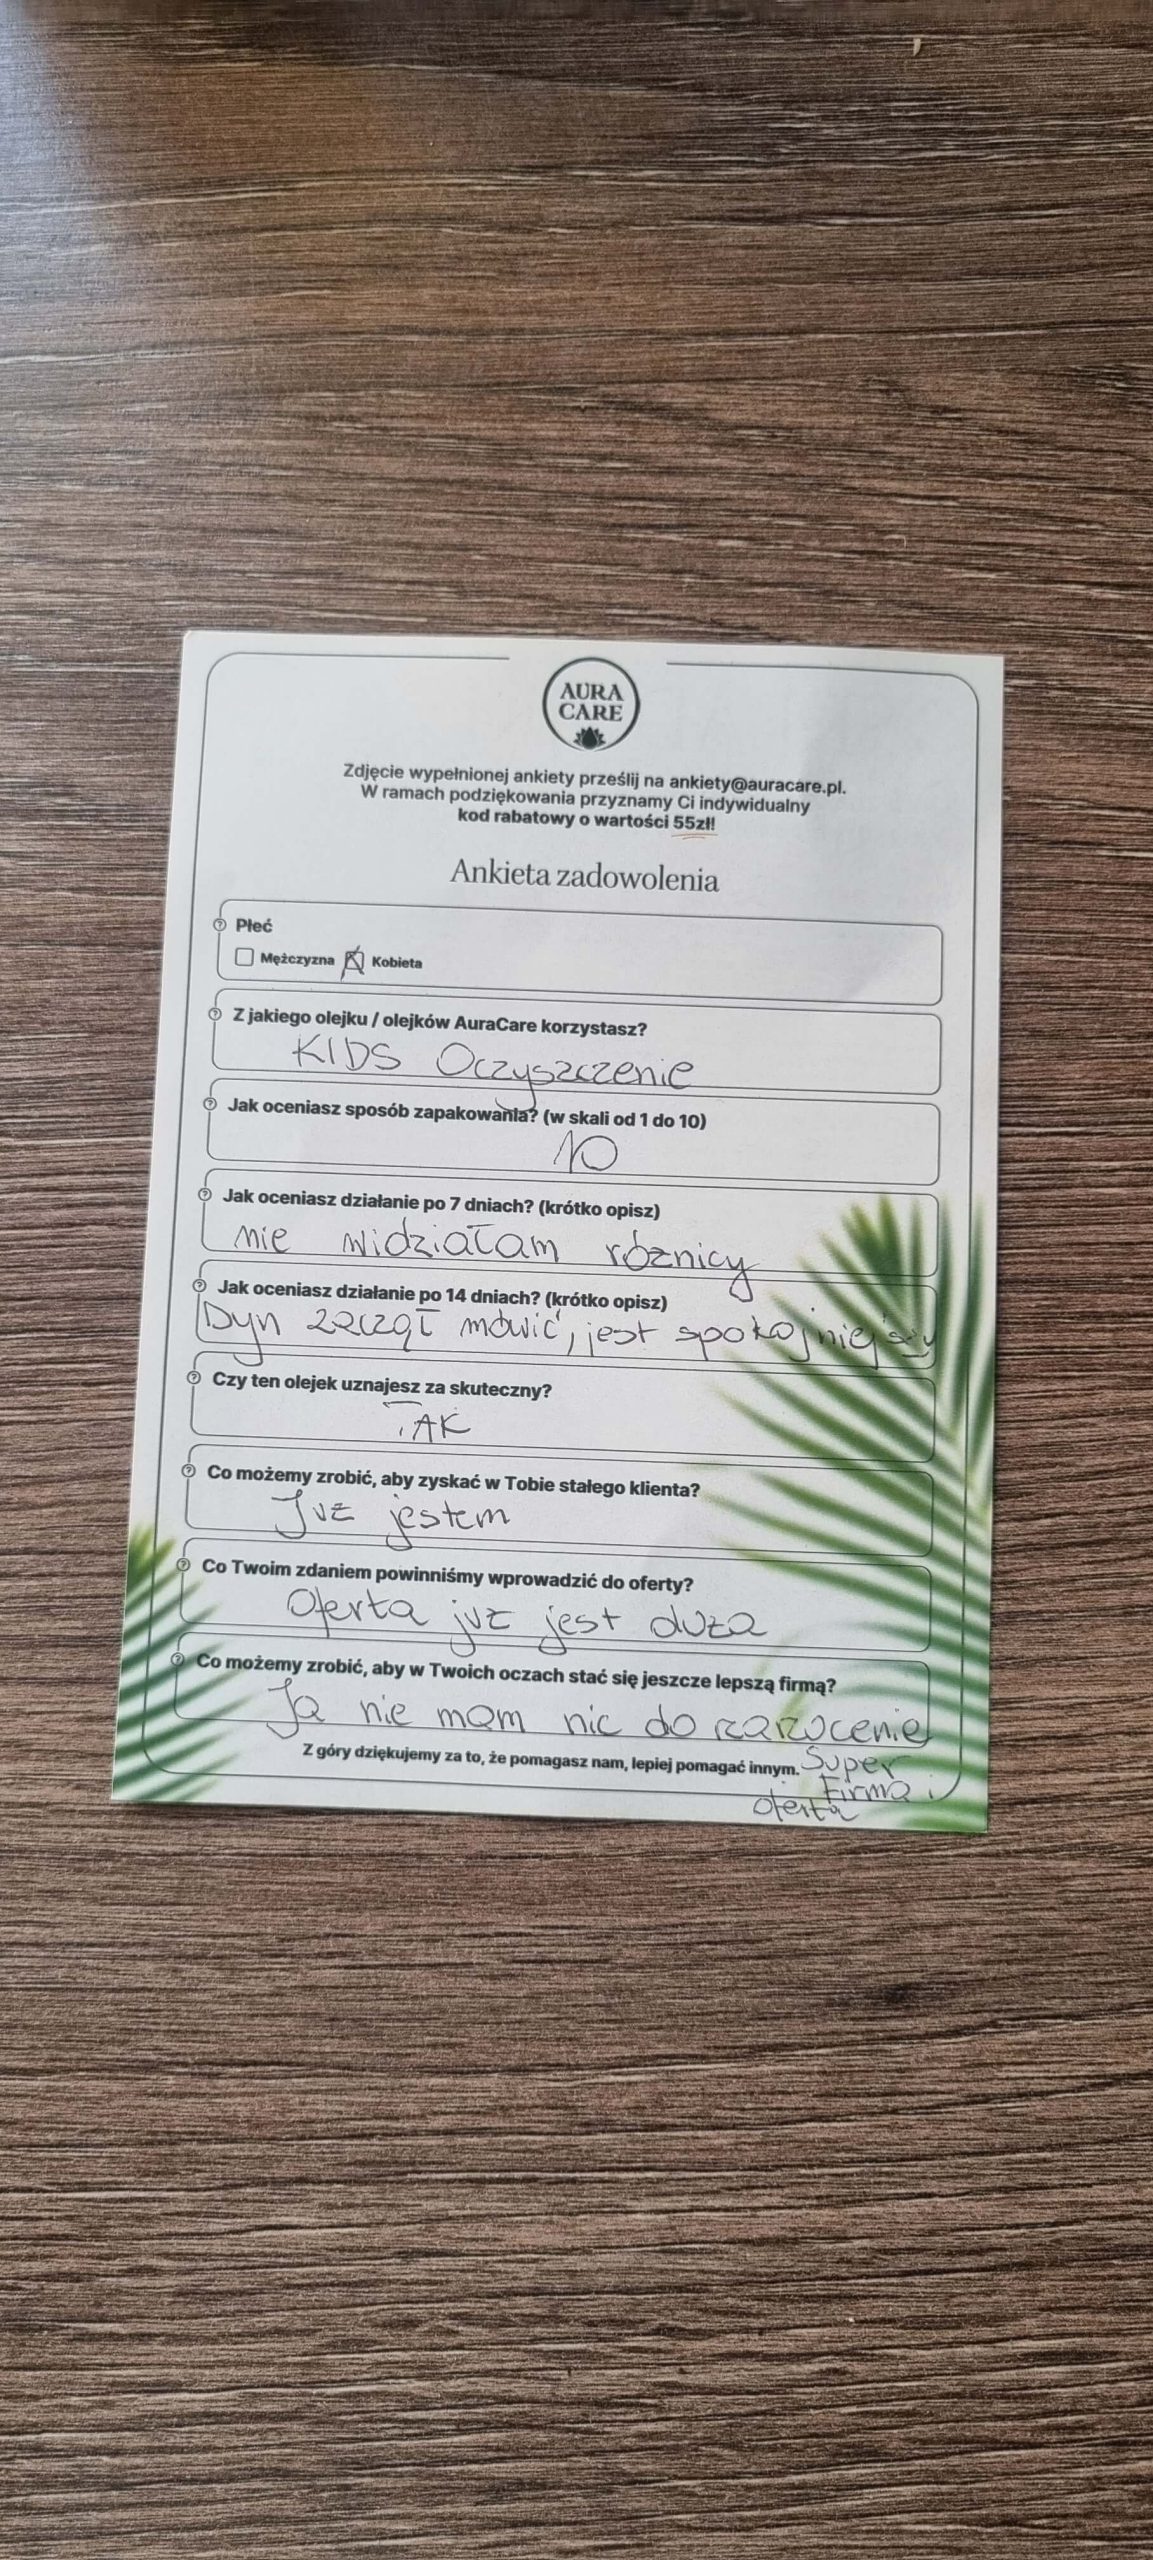 AURA
CARE
Zdjęcie wypełnionej ankiety prześlij na ankiety@auracare.pl.
W ramach podziękowania przyznamy Ci indywidualny
kod rabatowy o wartości 55zł!
Ankieta zadowolenia
Płeć
Mężczyzna Kobieta
Z jakiego olejku / olejków AuraCare korzystasz?
KIDS Oczyszczenie
Jak oceniasz sposób zapakowania? (w skali od 1 do 10)
10
Jak oceniasz działanie po 7 dniach? (krótko opisz)
nie widziałam różnicy
Jak oceniasz działanie po 14 dniach? (krótko opisz)
Syn zaczął mówić, jest spokojniejszy
Czy ten olejek uznajesz za skuteczny?
TAK
Co możemy zrobić, aby zyskać w Tobie stałego klienta?
Już jestem
Co Twoim zdaniem powinniśmy wprowadzić do oferty?
Oferta już jest duża
Co możemy zrobić, aby w Twoich oczach stać się jeszcze lepszą firmą?
Ja nie mam nic do zarzucenie
Z góry dziękujemy za to, że pomagasz nam, lepiej pomagać innym.
Super
Firma i
oferta